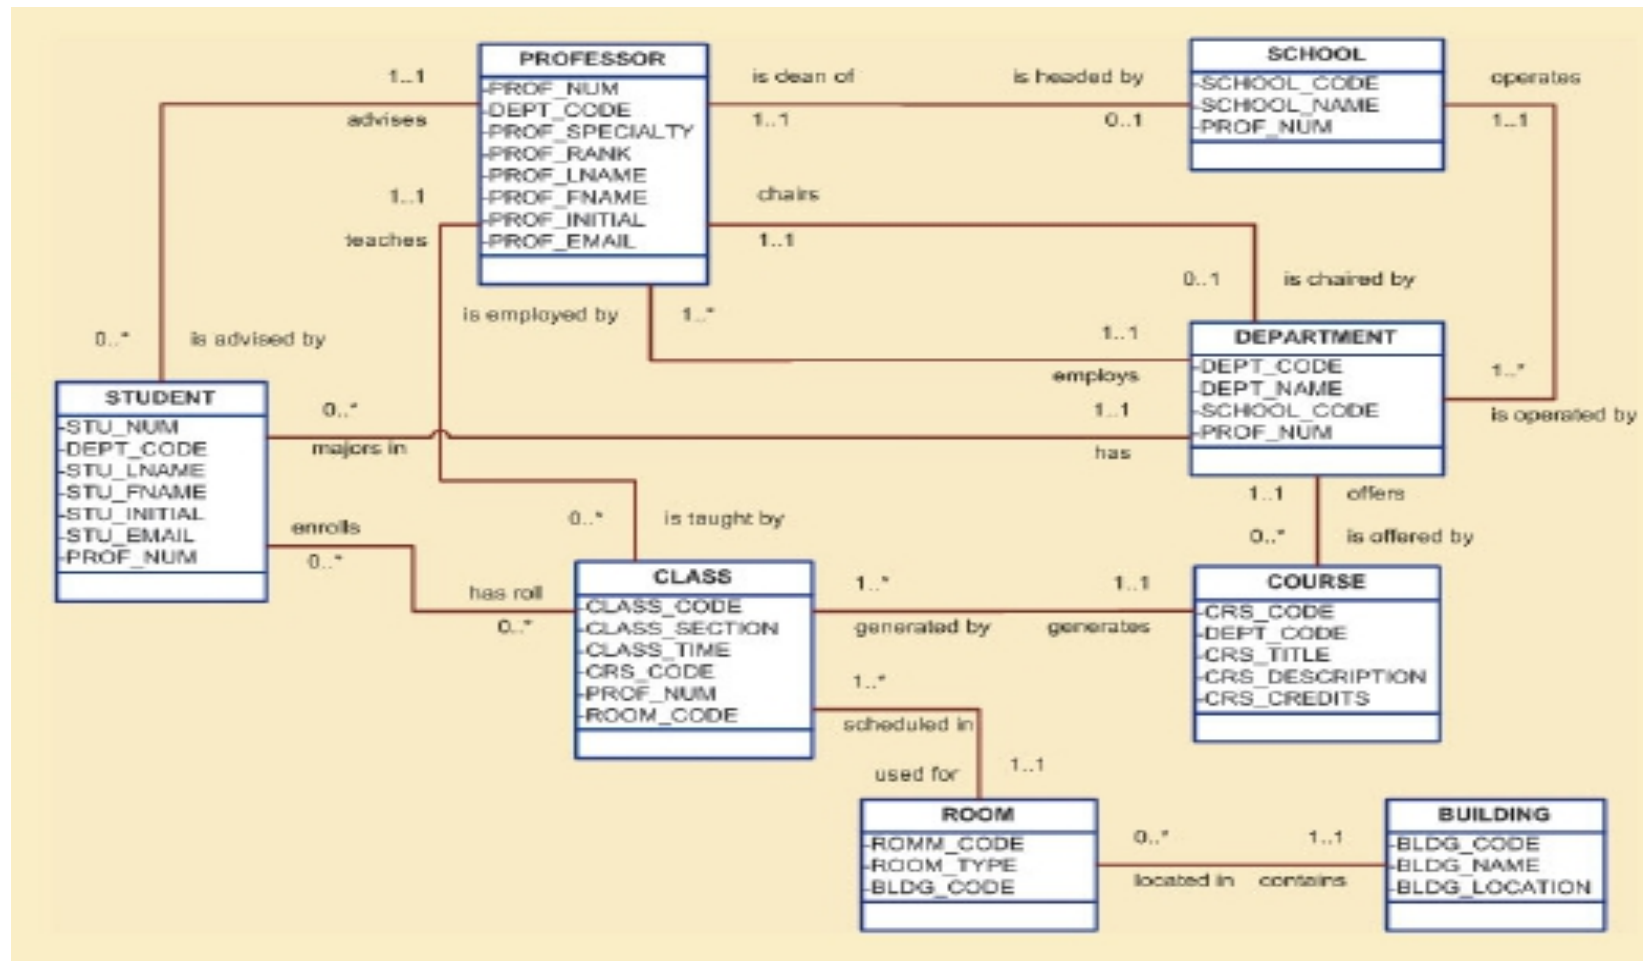 PROFESSOR
-PROF_NUM
-DEPT_CODE
-PROF_SPECIALTY
-PROF_RANK
-PROF_LNAME
-PROF_FNAME
-PROF_INITIAL
-PROF_EMAIL
SCHOOL
-SCHOOL_CODE
-SCHOOL_NAME
-PROF_NUM
1..1
advises
is dean of
1..1
is headed by
0..1
operates
1..1
1..1
teaches
chairs
1..1
0..1
is chaired by
is employed by
1..*
1..1
employs
0..*
is advised by
DEPARTMENT
-DEPT_CODE
-DEPT_NAME
-SCHOOL_CODE
-PROF_NUM
1..*
is operated by
STUDENT
-STU_NUM
-DEPT_CODE
-STU_LNAME
-STU_FNAME
-STU_INITIAL
-STU_EMAIL
-PROF_NUM
0..*
majors in
1..1
has
1..1
offers
0..*
is offered by
enrolls
0..*
has roll
0..*
0..*
is taught by
CLASS
-CLASS_CODE
-CLASS_SECTION
-CLASS_TIME
-CRS_CODE
-PROF_NUM
-ROOM_CODE
1..*
generated by
1..1
generates
COURSE
-CRS_CODE
-DEPT_CODE
-CRS_TITLE
-CRS_DESCRIPTION
-CRS_CREDITS
1..*
scheduled in
used for
1..1
ROOM
-ROMM_CODE
-ROOM_TYPE
-BLDG_CODE
0..*
located in
1..1
contains
BUILDING
-BLDG_CODE
-BLDG_NAME
-BLDG_LOCATION